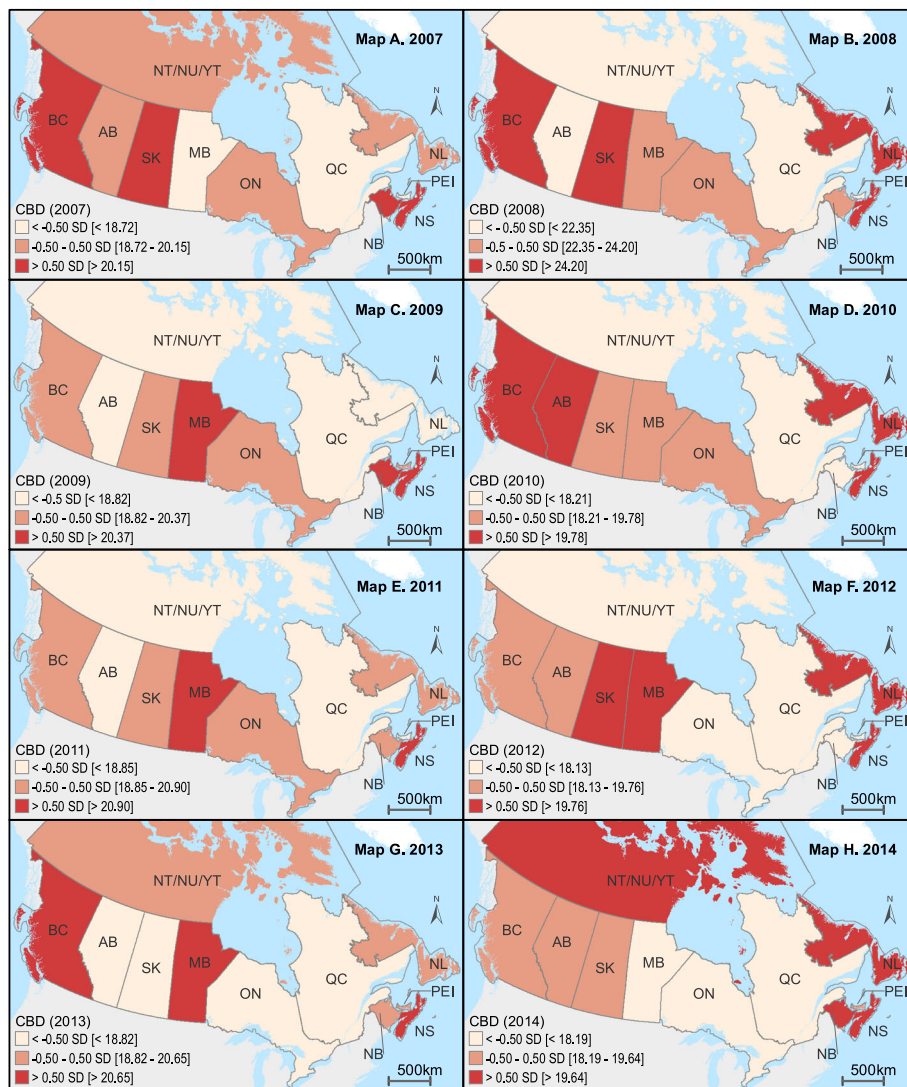 Map A. 2007
NT/NU/YT
N
BC
AB
SK
MB
ON
QC
NL
PEI
NS
NB
CBD (2007)
< -0.50 SD [< 18.72]
-0.50 - 0.50 SD [18.72 - 20.15]
> 0.50 SD [> 20.15]
500km
Map B. 2008
NT/NU/YT
N
BC
AB
SK
MB
ON
QC
NL
PEI
NS
NB
CBD (2008)
< - 0.50 SD [< 22.35]
-0.5 - 0.50 SD [22.35 - 24.20]
> 0.50 SD [> 24.20]
500km
Map C. 2009
NT/NU/YT
N
BC
AB
SK
MB
ON
QC
NL
PEI
NS
NB
CBD (2009)
< -0.5 SD [< 18.82]
-0.50 - 0.50 SD [18.82 - 20.37]
> 0.50 SD [> 20.37]
500km
Map D. 2010
NT/NU/YT
N
BC
AB
SK
MB
ON
QC
NL
PEI
NS
NB
CBD (2010)
< -0.50 SD [< 18.21]
-0.50 - 0.50 SD [18.21 - 19.78]
> 0.50 SD [> 19.78]
500km
Map E. 2011
NT/NU/YT
N
BC
AB
SK
MB
ON
QC
NL
PEI
NS
NB
CBD (2011)
< -0.50 SD [< 18.85]
-0.50 - 0.50 SD [18.85 - 20.90]
> 0.50 SD [> 20.90]
500km
Map F. 2012
NT/NU/YT
N
BC
AB
SK
MB
ON
QC
NL
PEI
NS
NB
CBD (2012)
< -0.50 SD [< 18.13]
-0.50 - 0.50 SD [18.13 - 19.76]
> 0.50 SD [> 19.76]
500km
Map G. 2013
NT/NU/YT
N
BC
AB
SK
MB
ON
QC
NL
PEI
NS
NB
CBD (2013)
< -0.50 SD [< 18.82]
-0.50 - 0.50 SD [18.82 - 20.65]
> 0.50 SD [> 20.65]
500km
Map H. 2014
NT/NU/YT
N
BC
AB
SK
MB
ON
QC
NL
PEI
NS
NB
CBD (2014)
< -0.50 SD [< 18.19]
-0.50 - 0.50 SD [18.19 - 19.64]
> 0.50 SD [> 19.64]
500km